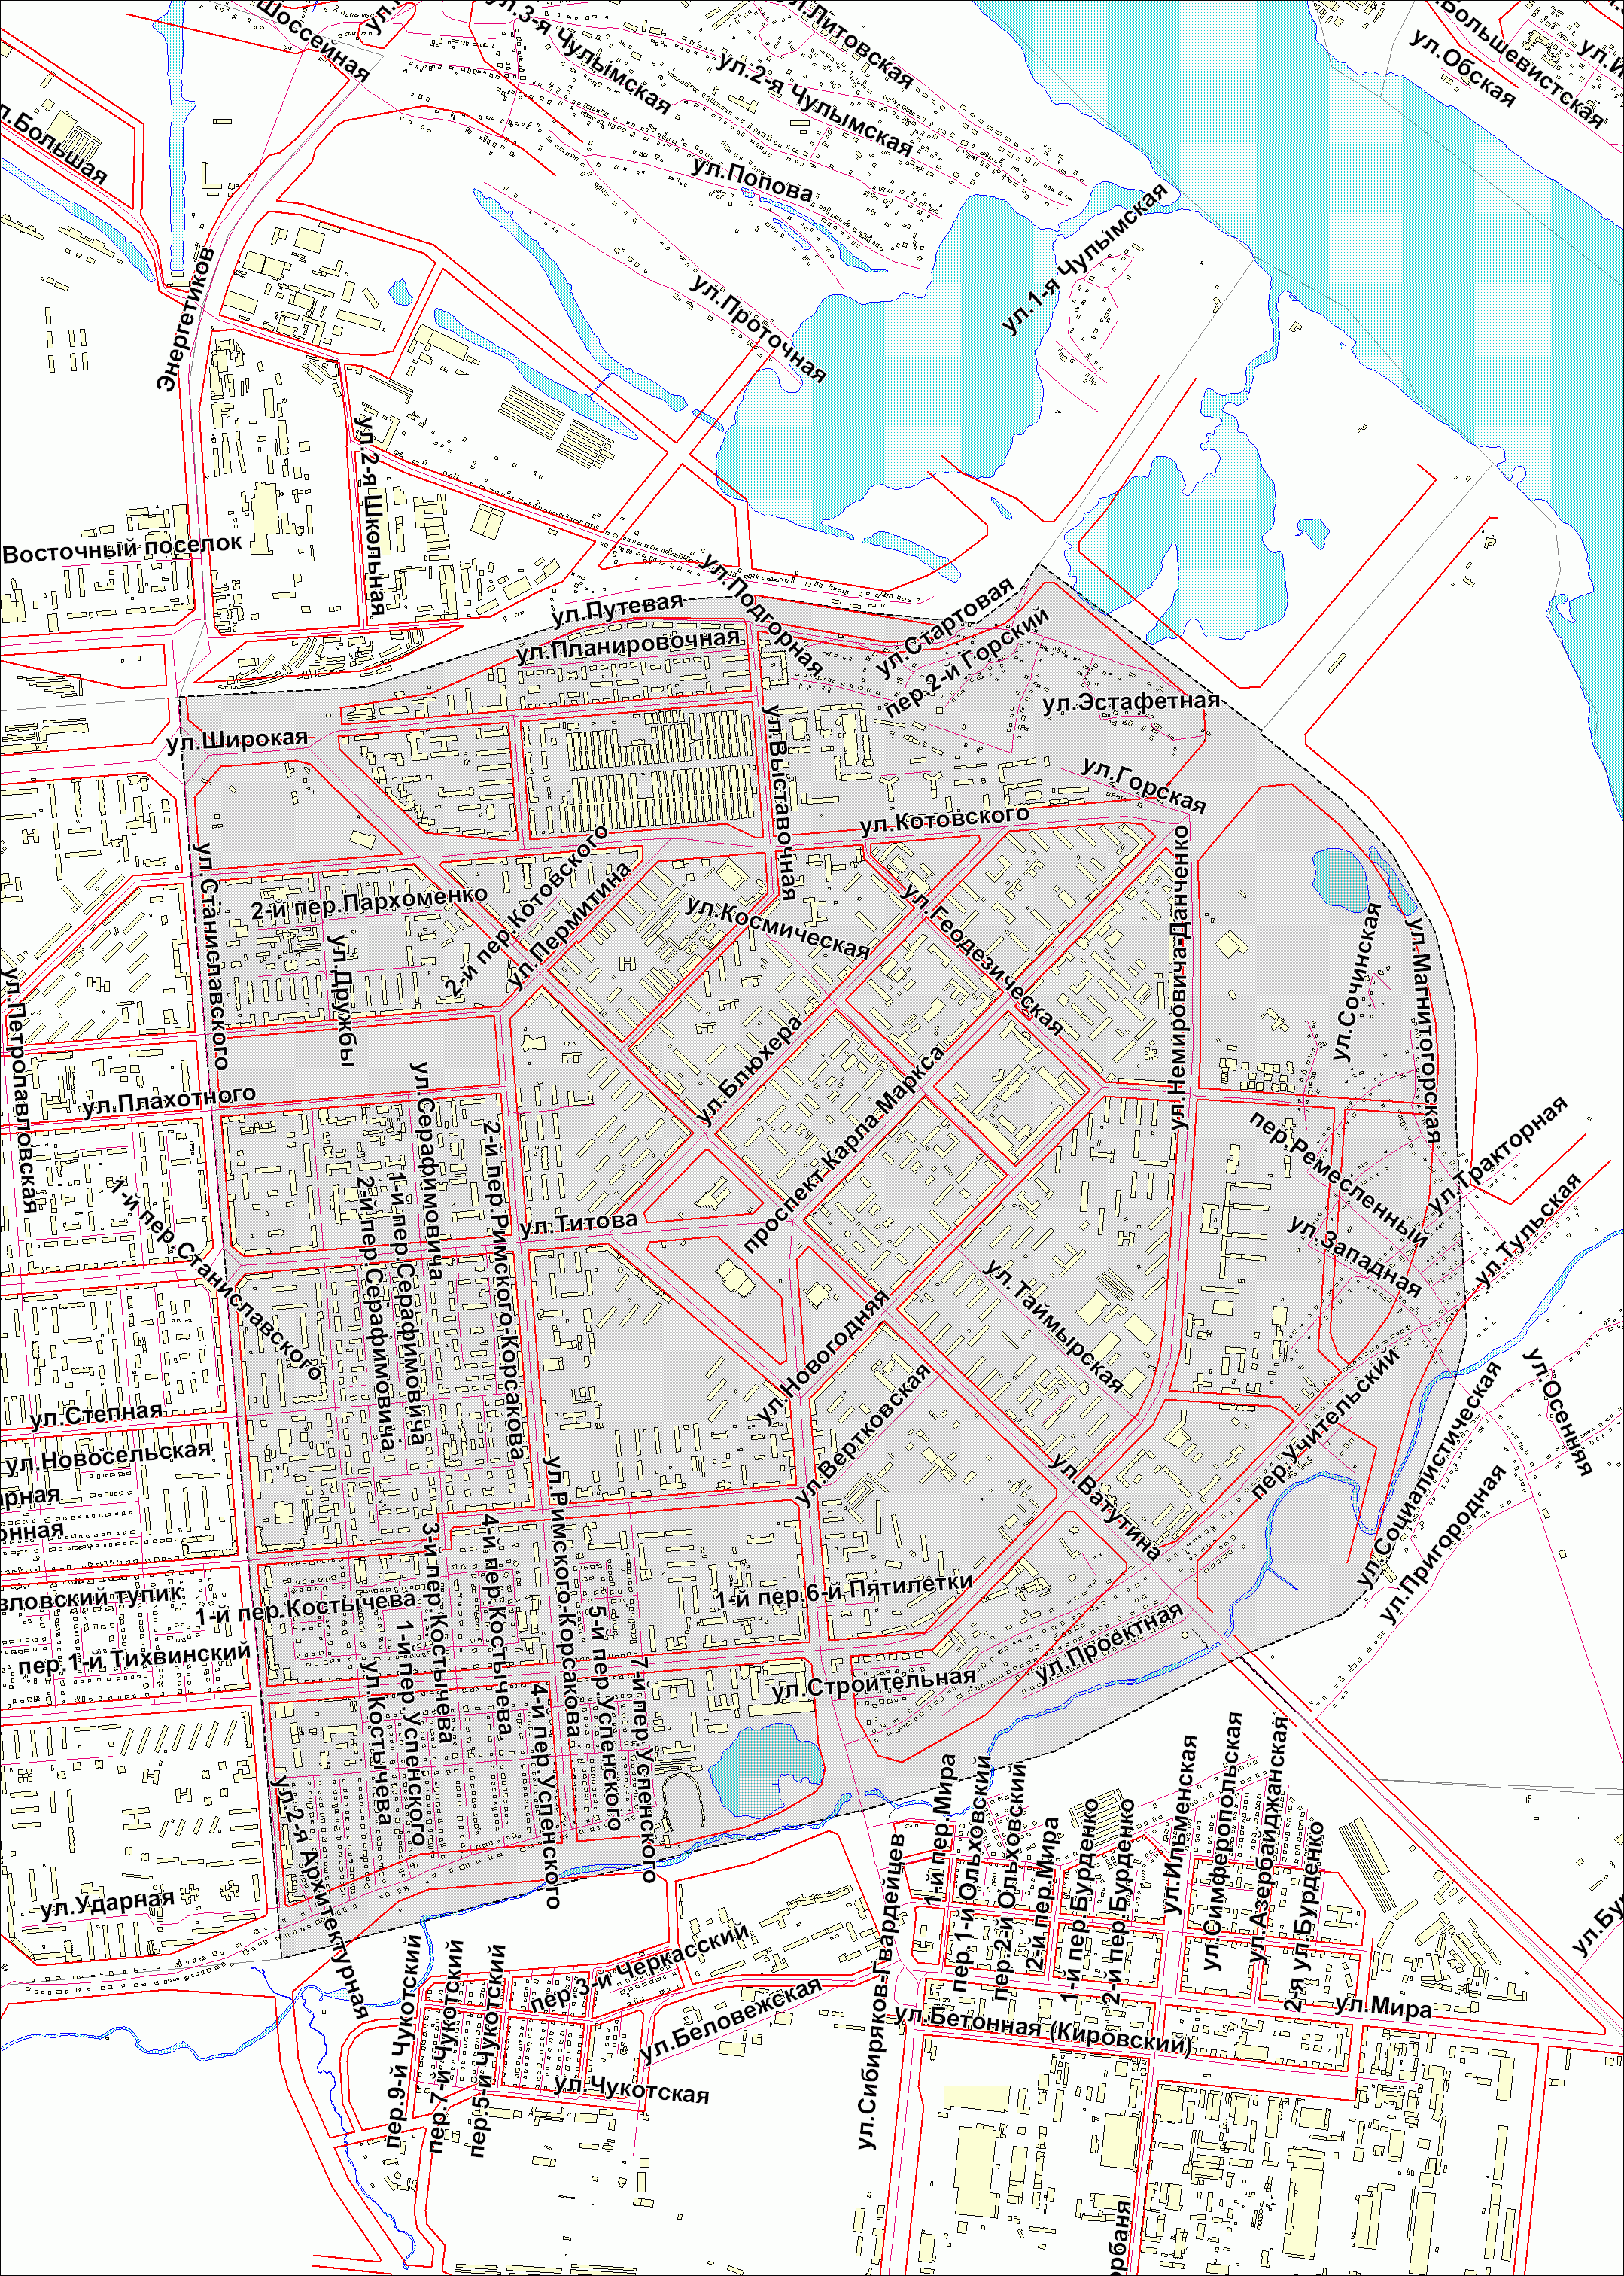 Шоссейная
ул.3-я Чулымская
ул.Литовская
ул.2-я Чулымская
ул.Обская
Большевистская
Большая
ул.Попова
ул. 1-я Чулымская
Энергетиков
ул.Проточная
ул.2-я Школьная
Восточный поселок
ул.Путевая
ул.Подгорная
ул.Планировочная
ул.Стартовая
пер.2-й Горский
ул.Эстафетная
ул.Широкая
ул.Выставочная
ул.Горская
ул.Котовского
ул.Станиславского
2-й пер.Пархоменко
2-й пер.Котовского
ул.Пермитина
ул.Космическая
ул.Геодезическая
ул.Немировича-Данченко
ул.Сочинская
ул.Магнитогорская
ул.Петропавловская
ул.Дружбы
ул.Плахотного
ул.Серафимовича
ул.Блюхера
проспект Карла Маркса
2-й пер.Римского-Корсакова
1-й пер.Серафимовича
2-й пер.Серафимовича
1-й пер.Станиславского
ул.Титова
пер.Ремесленный
ул.Тракторная
ул.Западная
ул.Тульская
ул.Таймырская
ул.Новогодняя
ул.Вертковская
пер.Учительский
ул.Осенняя
ул.Социалистическая
ул.Пригородная
ул.Степная
ул.Новосельская
ул.Ватутина
ул.Римского-Корсакова
3-й пер.Костычева
4-й пер.Костычева
1-й пер.6-й Пятилетки
1-й пер.Костычева
пер.1-й Тихвинский
1-й пер.Успенского
ул.Костычева
5-й пер.Успенского
7-й пер.Успенского
4-й пер.Успенского
ул.Строительная
ул.Проектная
ул.2-я Архитектурная
ул.Ударная
1-й пер.Мира
пер.1-й Ольховский
пер.2-й Ольховский
2-й пер.Мира
1-й пер.Бурденко
2-й пер.Бурденко
ул.Ильменская
ул.Симферопольская
ул.Азербайджанская
2-я ул.Бурденко
ул.Сибиряков-Гвардейцев
пер.3-й Черкасский
ул.Беловежская
пер.9-й Чукотский
пер.7-й Чукотский
пер.5-й Чукотский
ул.Чукотская
ул.Мира
ул.Бетонная (Кировский)